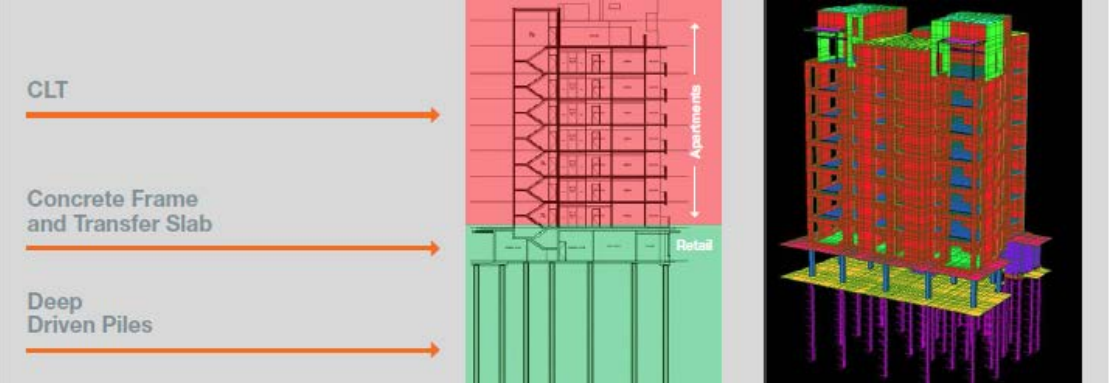 CLT
Concrete Frame
and Transfer Slab
Deep
Driven Piles
Apartments
Retail